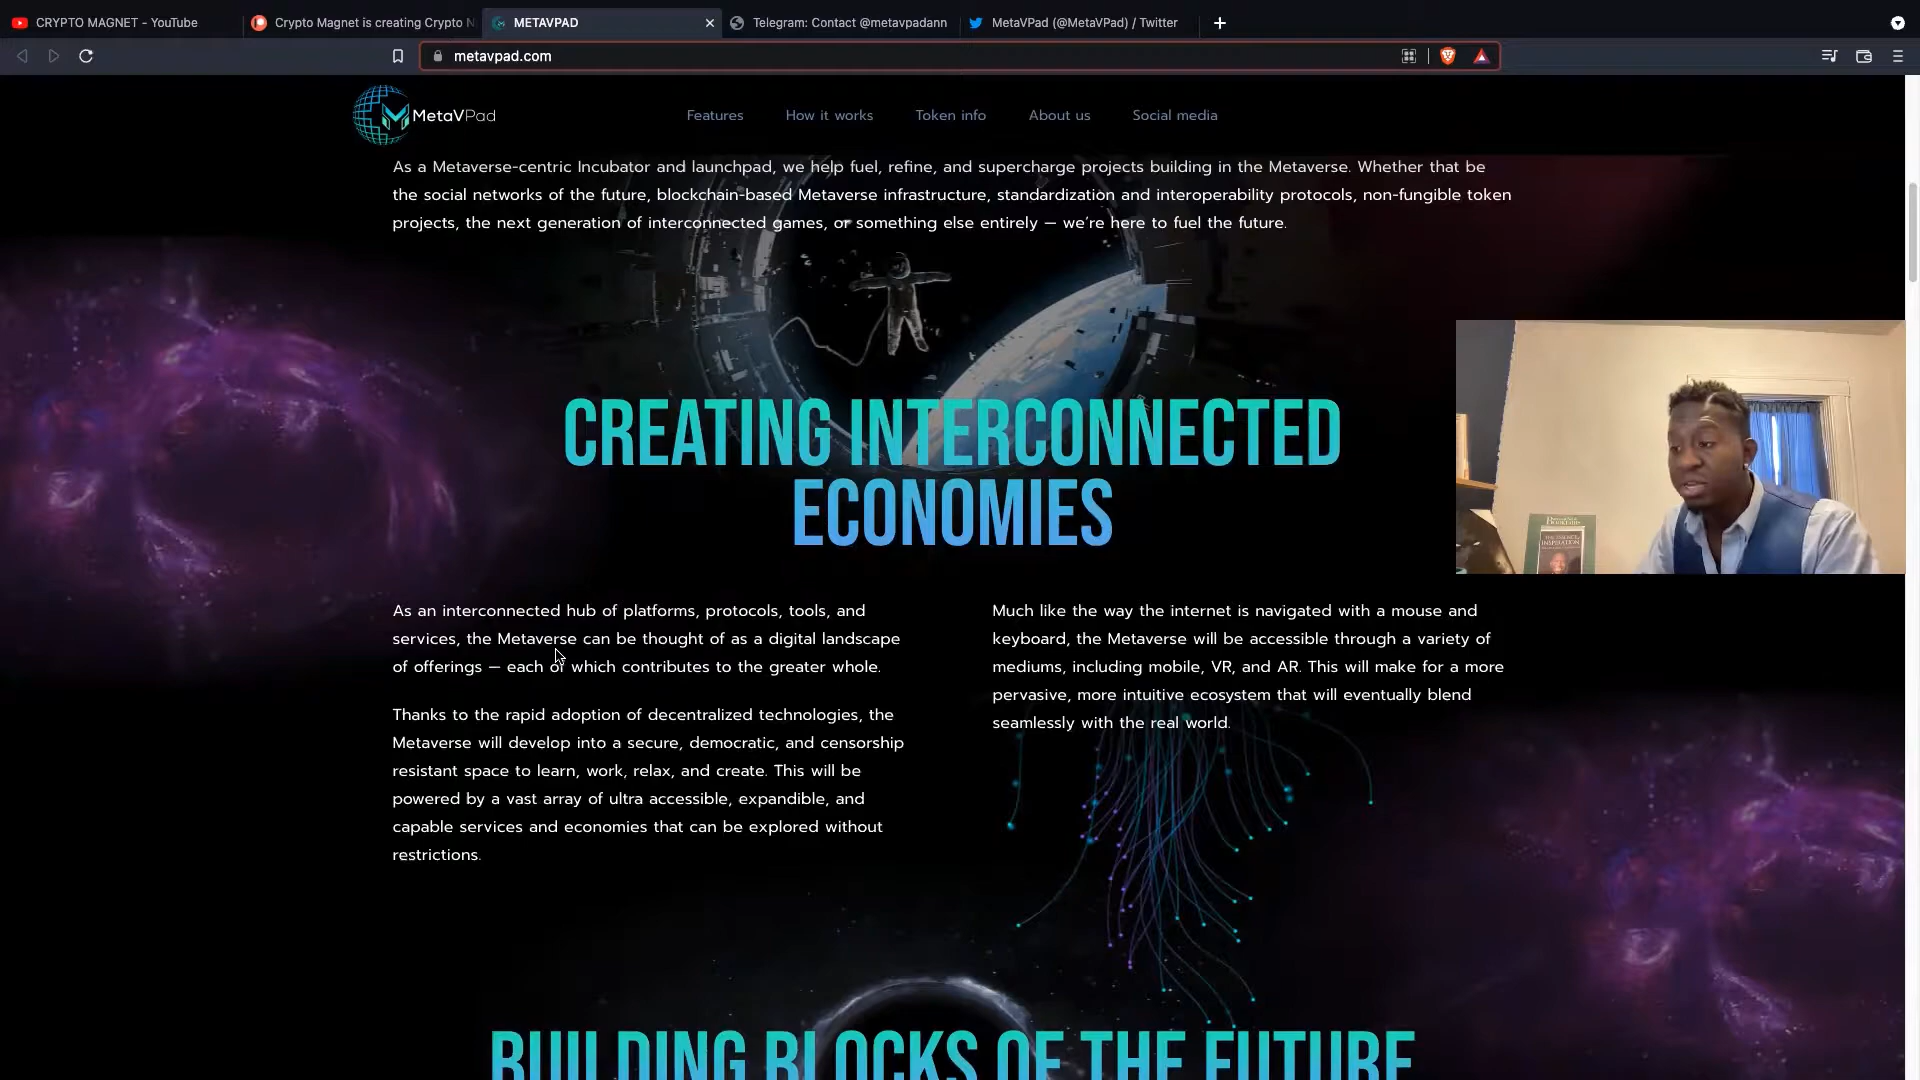 CRYPTO MAGNET - YouTube
Crypto Magnet is creating Crypto N
METAVPAD
Telegram: Contact @metavpadann
MetaVPad (@MetaVPad) / Twitter
metavpad.com
MetaVPad
Features
How it works
Token info
About us
Social media
As a Metaverse-centric Incubator and launchpad, we help fuel, refine, and supercharge projects building in the Metaverse. Whether that be
the social networks of the future, blockchain-based Metaverse infrastructure, standardization and interoperability protocols, non-fungible token
projects, the next generation of interconnected games, or something else entirely — we're here to fuel the future.
CREATING INTERCONNECTED
ECONOMIES
As an interconnected hub of platforms, protocols, tools, and
services, the Metaverse can be thought of as a digital landscape
of offerings — each of which contributes to the greater whole.
Thanks to the rapid adoption of decentralized technologies, the
Metaverse will develop into a secure, democratic, and censorship
resistant space to learn, work, relax, and create. This will be
powered by a vast array of ultra accessible, expandible, and
capable services and economies that can be explored without
restrictions.
Much like the way the internet is navigated with a mouse and
keyboard, the Metaverse will be accessible through a variety of
mediums, including mobile, VR, and AR. This will make for a more
pervasive, more intuitive ecosystem that will eventually blend
seamlessly with the real world.
INSPIRATION
BUILDING BLOCKS OF THE FUTURE